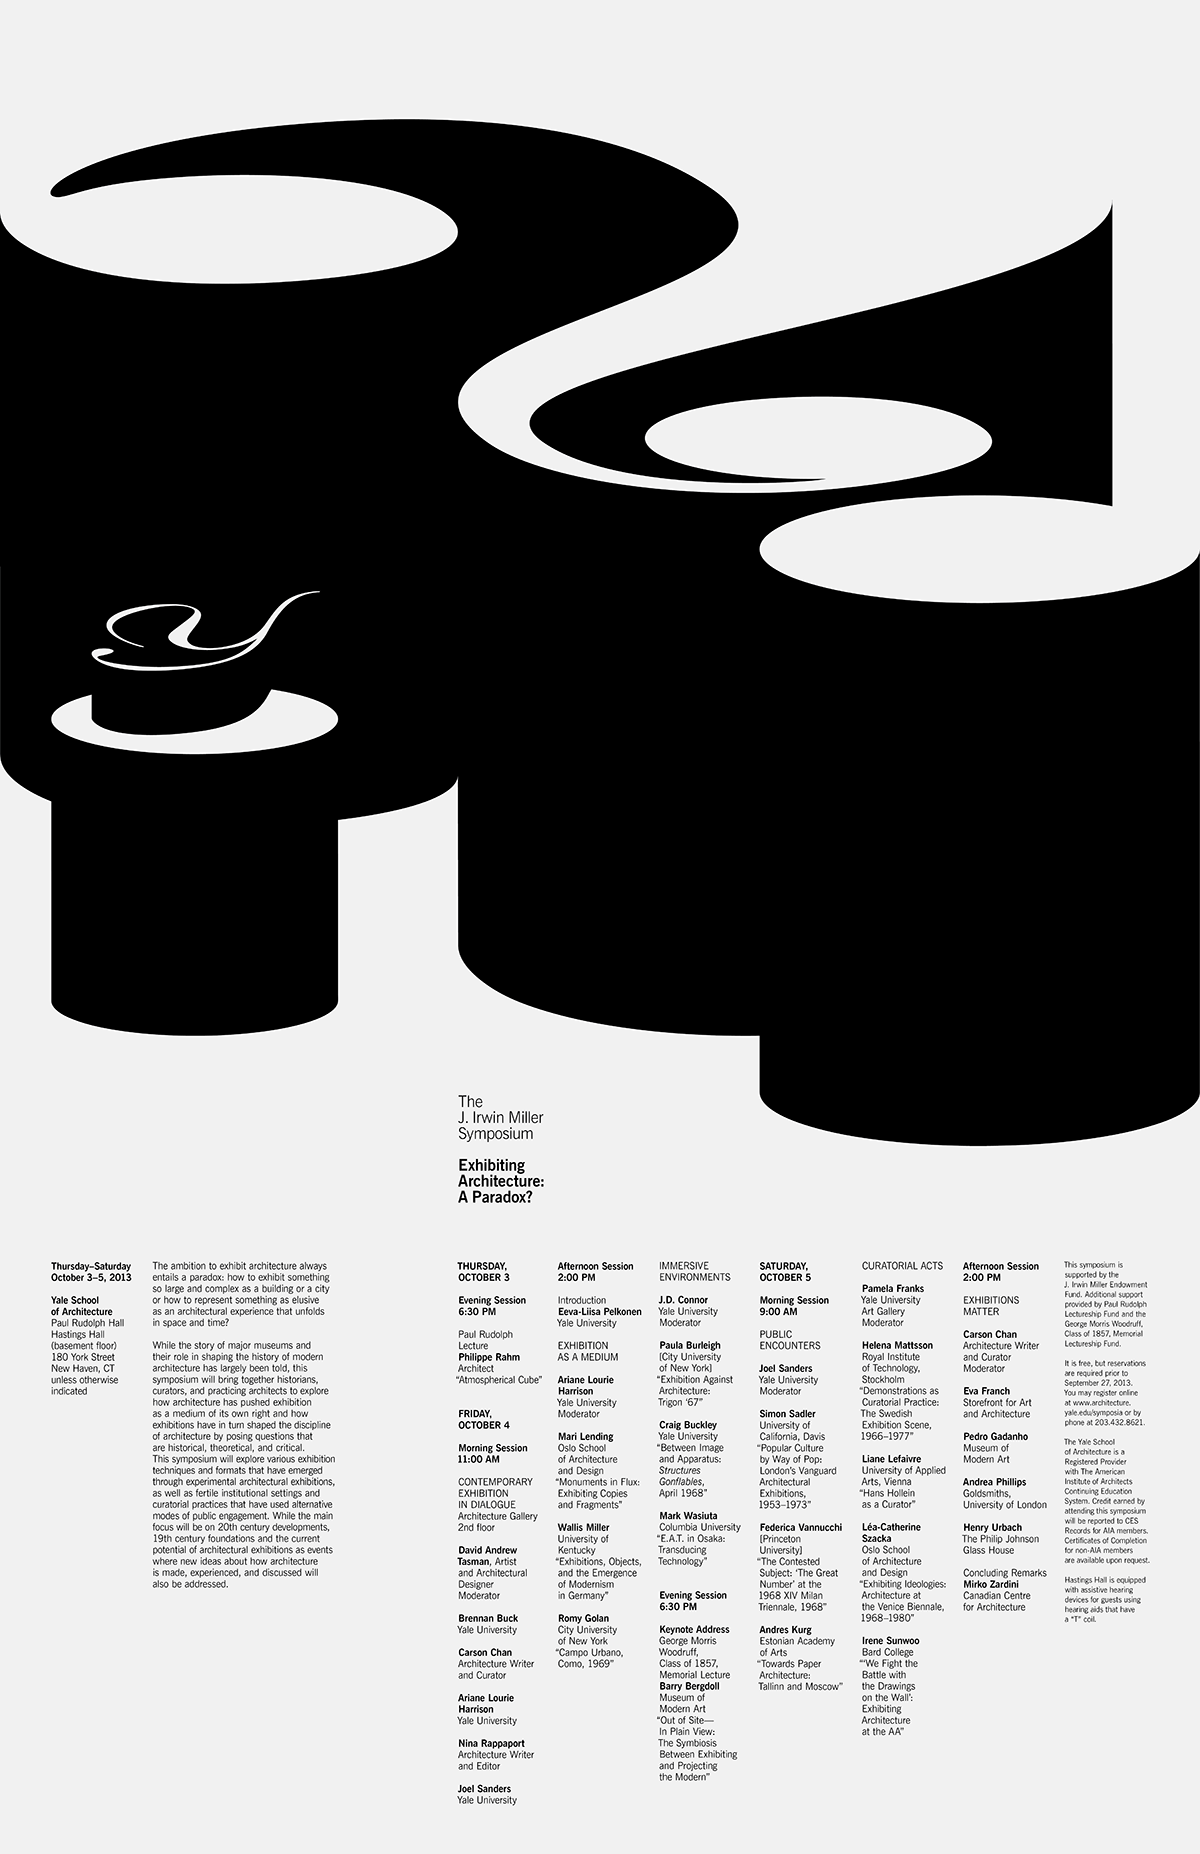 The
J. Irwin Miller
Symposium
Exhibiting
Architecture:
A Paradox?
Thursday–Saturday
October 3–5, 2013
Yale School
of Architecture
Paul Rudolph Hall
Hastings Hall
(basement floor)
180 York Street
New Haven, CT
unless otherwise
indicated
The ambition to exhibit architecture always
entails a paradox: how to exhibit something
so large and complex as a building or a city
or how to represent something as elusive
as an architectural experience that unfolds
in space and time?
While the story of major museums and
their role in shaping the history of modern
architecture has largely been told, this
symposium will bring together historians,
curators, and practicing architects to explore
how architecture has pushed exhibition
as a medium of its own right and how
exhibitions have in turn shaped the discipline
of architecture by posing questions that
are historical, theoretical, and critical.
This symposium will explore various exhibition
techniques and formats that have emerged
through experimental architectural exhibitions,
as well as fertile institutional settings and
curatorial practices that have used alternative
modes of public engagement. While the main
focus will be on 20th century developments,
19th century foundations and the current
potential of architectural exhibitions as events
where new ideas about how architecture
is made, experienced, and discussed will
also be addressed.
THURSDAY,
OCTOBER 3
Evening Session
6:30 PM
Paul Rudolph
Lecture
Philippe Rahm
Architect
“Atmospherical Cube”
FRIDAY,
OCTOBER 4
Morning Session
11:00 AM
CONTEMPORARY
EXHIBITION
IN DIALOGUE
Architecture Gallery
2nd floor
David Andrew
Tasman, Artist
and Architectural
Designer
Moderator
Brennan Buck
Yale University
Carson Chan
Architecture Writer
and Curator
Ariane Lourie
Harrison
Yale University
Nina Rappaport
Architecture Writer
and Editor
Joel Sanders
Yale University
Afternoon Session
2:00 PM
Introduction
Eeva-Liisa Pelkonen
Yale University
EXHIBITION
AS A MEDIUM
Ariane Lourie
Harrison
Yale University
Moderator
Mari Lending
Oslo School
of Architecture
and Design
“Monuments in Flux:
Exhibiting Copies
and Fragments”
Wallis Miller
University of
Kentucky
“Exhibitions, Objects,
and the Emergence
of Modernism
in Germany”
Romy Golan
City University
of New York
“Campo Urbano,
Como, 1969”
IMMERSIVE
ENVIRONMENTS
J.D. Connor
Yale University
Moderator
Paula Burleigh
[City University
of New York]
“Exhibition Against
Architecture:
Trigon ‘67”
Craig Buckley
Yale University
“Between Image
and Apparatus:
Structures
Gonflables,
April 1968”
Mark Wasiuta
Columbia University
“E.A.T. in Osaka:
Transducing
Technology”
Evening Session
6:30 PM
Keynote Address
George Morris
Woodruff,
Class of 1857,
Memorial Lecture
Barry Bergdoll
Museum of
Modern Art
“Out of Site—
In Plain View:
The Symbiosis
Between Exhibiting
and Projecting
the Modern”
SATURDAY,
OCTOBER 5
Morning Session
9:00 AM
PUBLIC
ENCOUNTERS
Joel Sanders
Yale University
Moderator
Simon Sadler
University of
California, Davis
“Popular Culture
by Way of Pop:
London’s Vanguard
Architectural
Exhibitions,
1953–1973”
Federica Vannucchi
[Princeton
University]
“The Contested
Subject: ‘The Great
Number’ at the
1968 XIV Milan
Triennale, 1968”
Andres Kurg
Estonian Academy
of Arts
“Towards Paper
Architecture:
Tallinn and Moscow”
CURATORIAL ACTS
Pamela Franks
Yale University
Art Gallery
Moderator
Helena Mattsson
Royal Institute
of Technology,
Stockholm
“Demonstrations as
Curatorial Practice:
The Swedish
Exhibition Scene,
1966–1977”
Liane Lefaivre
University of Applied
Arts, Vienna
“Hans Hollein
as a Curator”
Léa-Catherine
Szacka
Oslo School
of Architecture
and Design
“Exhibiting Ideologies:
Architecture at
the Venice Biennale,
1968–1980”
Irene Sunwoo
Bard College
“‘We Fight the
Battle with
the Drawings
on the Wall’:
Exhibiting
Architecture
at the AA”
Afternoon Session
2:00 PM
EXHIBITIONS
MATTER
Carson Chan
Architecture Writer
and Curator
Moderator
Eva Franch
Storefront for Art
and Architecture
Pedro Gadanho
Museum of
Modern Art
Andrea Phillips
Goldsmiths,
University of London
Henry Urbach
The Philip Johnson
Glass House
Concluding Remarks
Mirko Zardini
Canadian Centre
for Architecture
This symposium is
supported by the
J. Irwin Miller Endowment
Fund. Additional support
provided by Paul Rudolph
Lectureship Fund and the
George Morris Woodruff,
Class of 1857, Memorial
Lectureship Fund.
It is free, but reservations
are required prior to
September 27, 2013.
You may register online
at www.architecture.
yale.edu/symposia or by
phone at 203.432.8621.
The Yale School
of Architecture is a
Registered Provider
with The American
Institute of Architects
Continuing Education
System. Credit earned by
attending this symposium
will be reported to CES
Records for AIA members.
Certificates of Completion
for non-AIA members
are available upon request.
Hastings Hall is equipped
with assistive hearing
devices for guests using
hearing aids that have
a “T” coil.